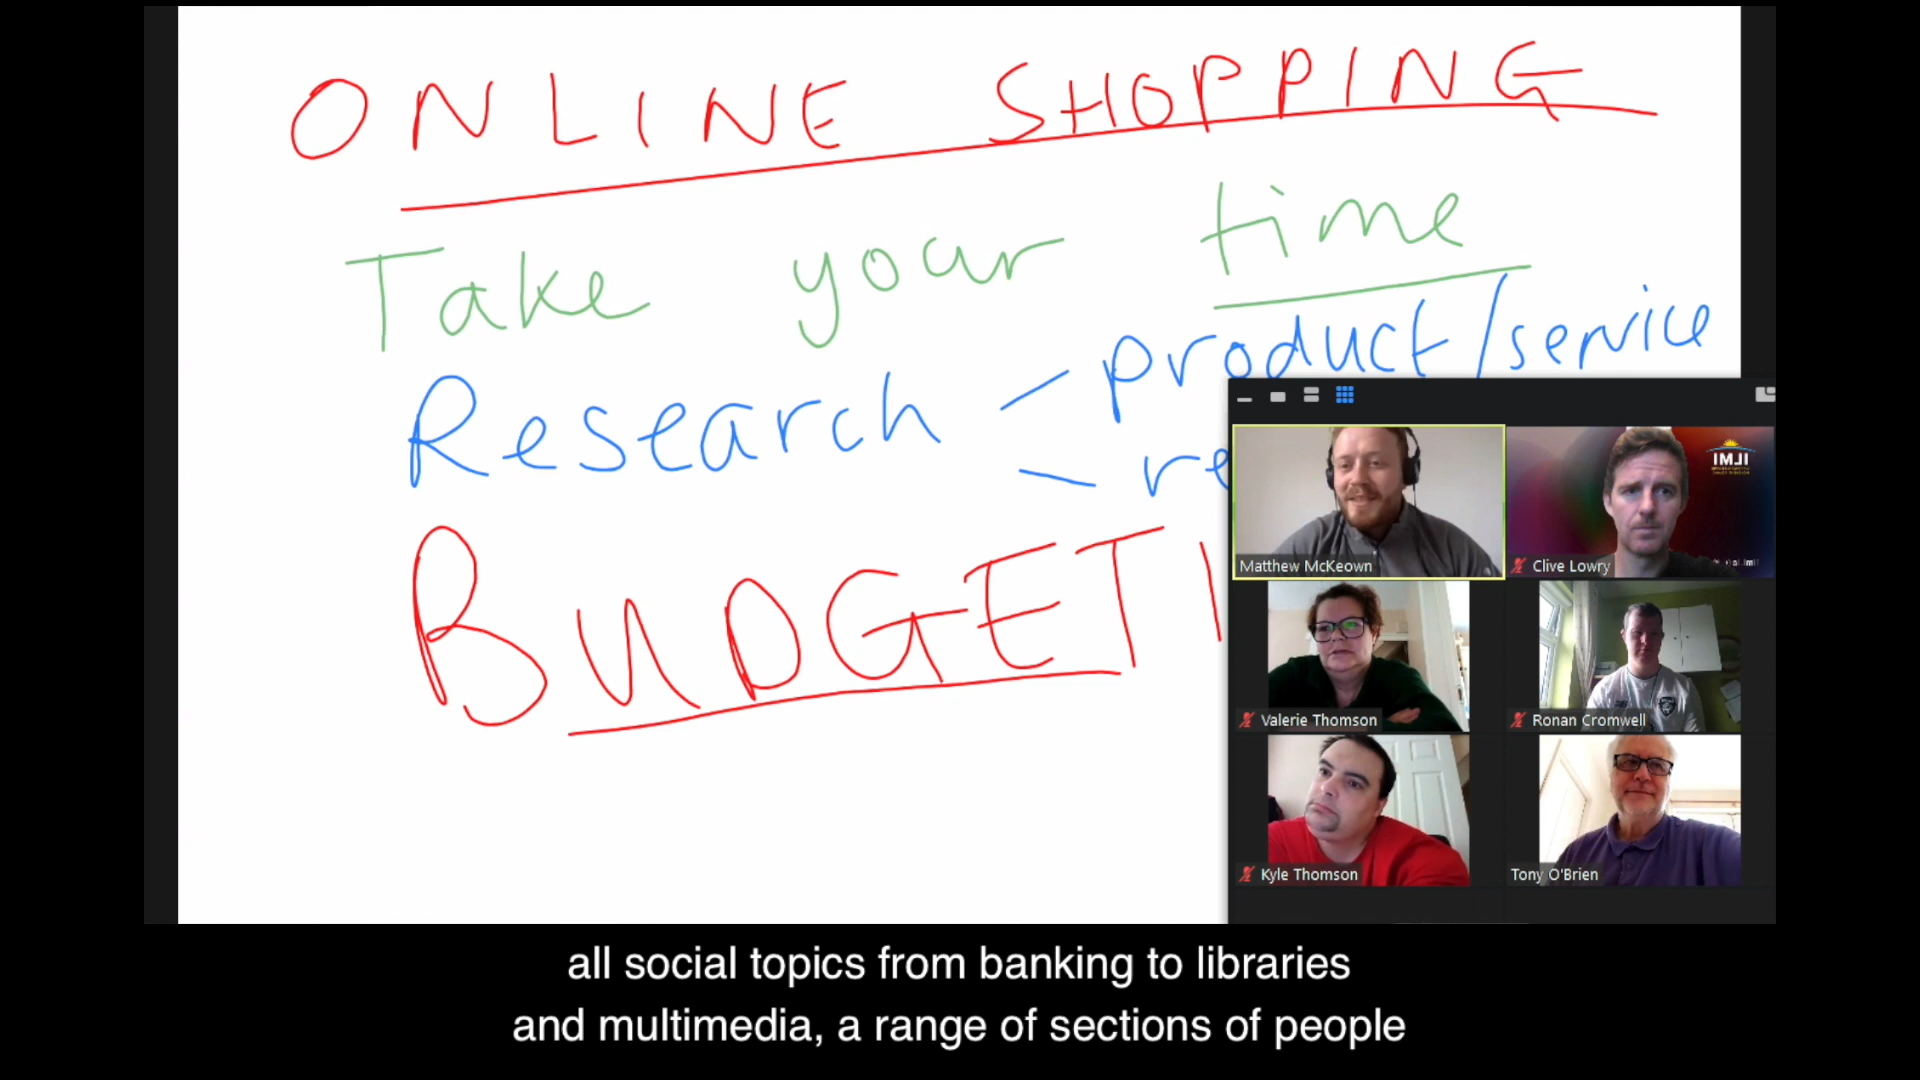 ONLINE SHOPPING
Take your time
Research - product/service
- re
BUDGETI
IMJI
Matthew McKeown
Clive Lowry
Valerie Thomson
Ronan Cromwell
Kyle Thomson
Tony O'Brien
all social topics from banking to libraries
and multimedia, a range of sections of people